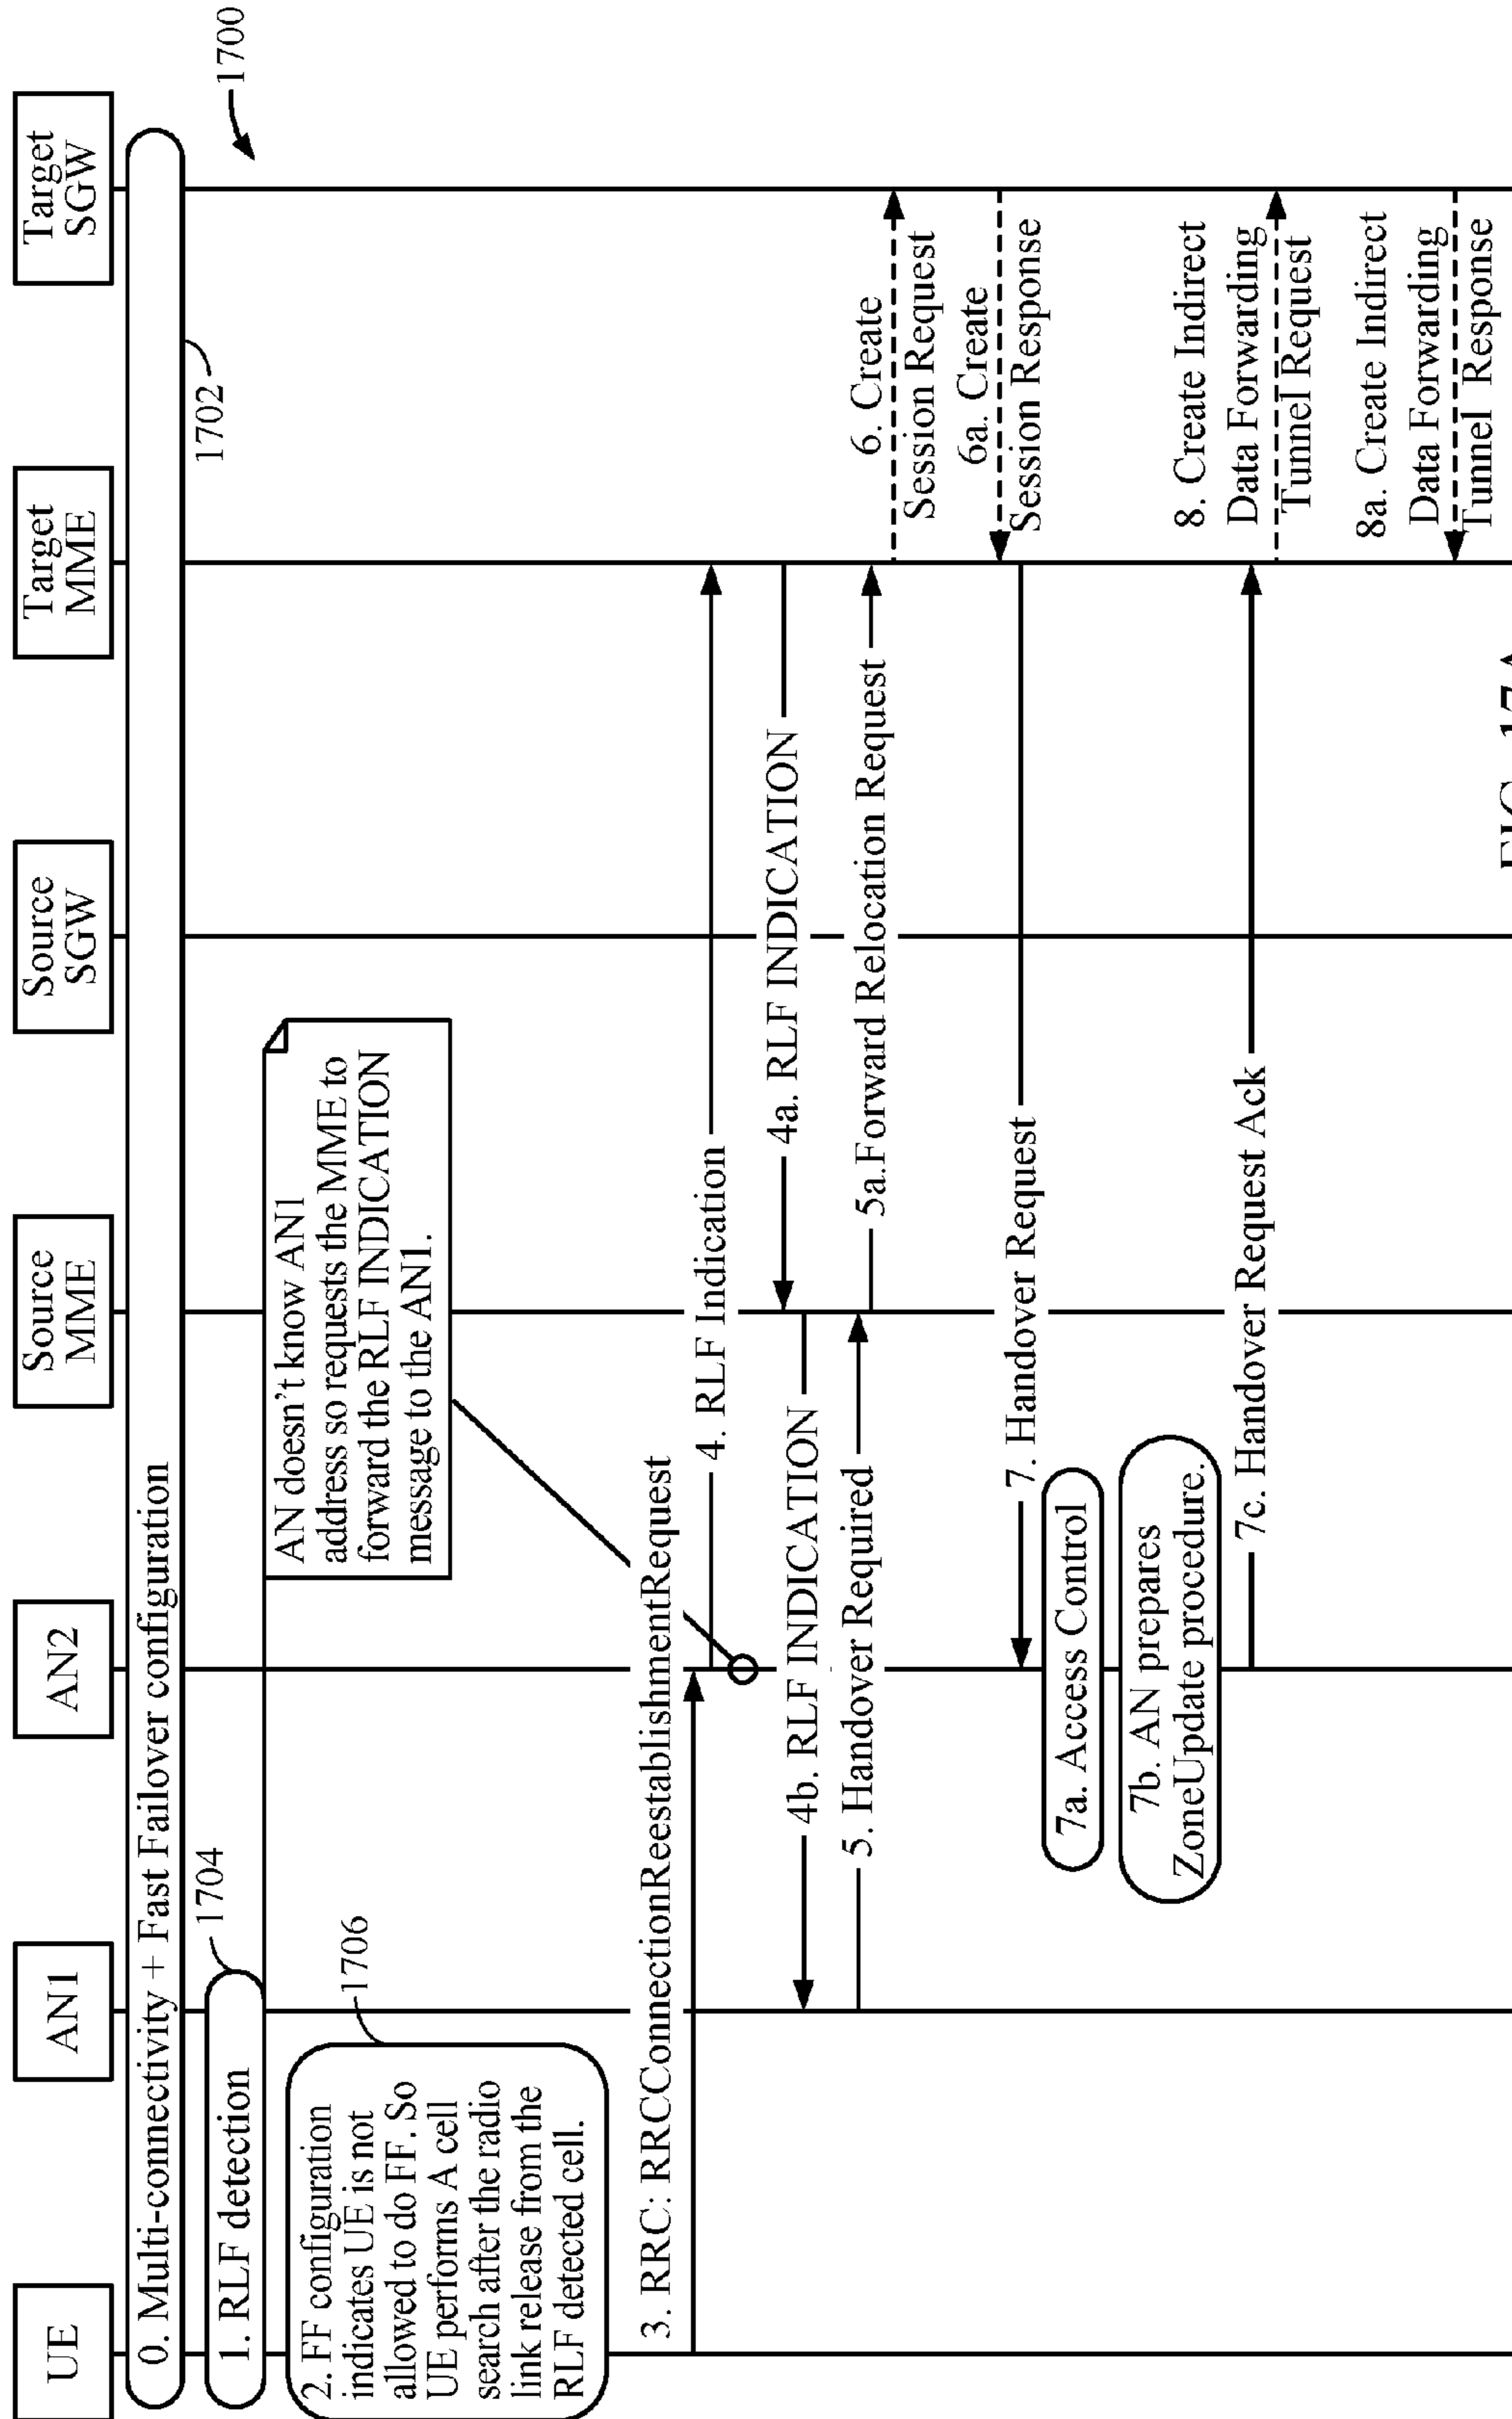 UE
AN1
AN2
Source
MME
Source
SGW
Target
MME
Target
SGW
0. Multi-connectivity + Fast Failover configuration
1702
1700
1. RLF detection
1704
2. FF configuration
indicates UE is not
allowed to do FF. So
UE performs A cell
search after the radio
link release from the
RLF detected cell.
1706
AN doesn't know AN1
address so requests the MME to
forward the RLF INDICATION
message to the AN1.
3. RRC: RRCConnectionReestablishmentRequest
4. RLF Indication
4a. RLF INDICATION
4b. RLF INDICATION
5. Handover Required
5a.Forward Relocation Request
6. Create
Session Request
6a. Create
Session Response
7. Handover Request
7a. Access Control
7b. AN prepares
ZoneUpdate procedure.
7c. Handover Request Ack
8. Create Indirect
Data Forwarding
Tunnel Request
8a. Create Indirect
Data Forwarding
Tunnel Response
FIG. 17A